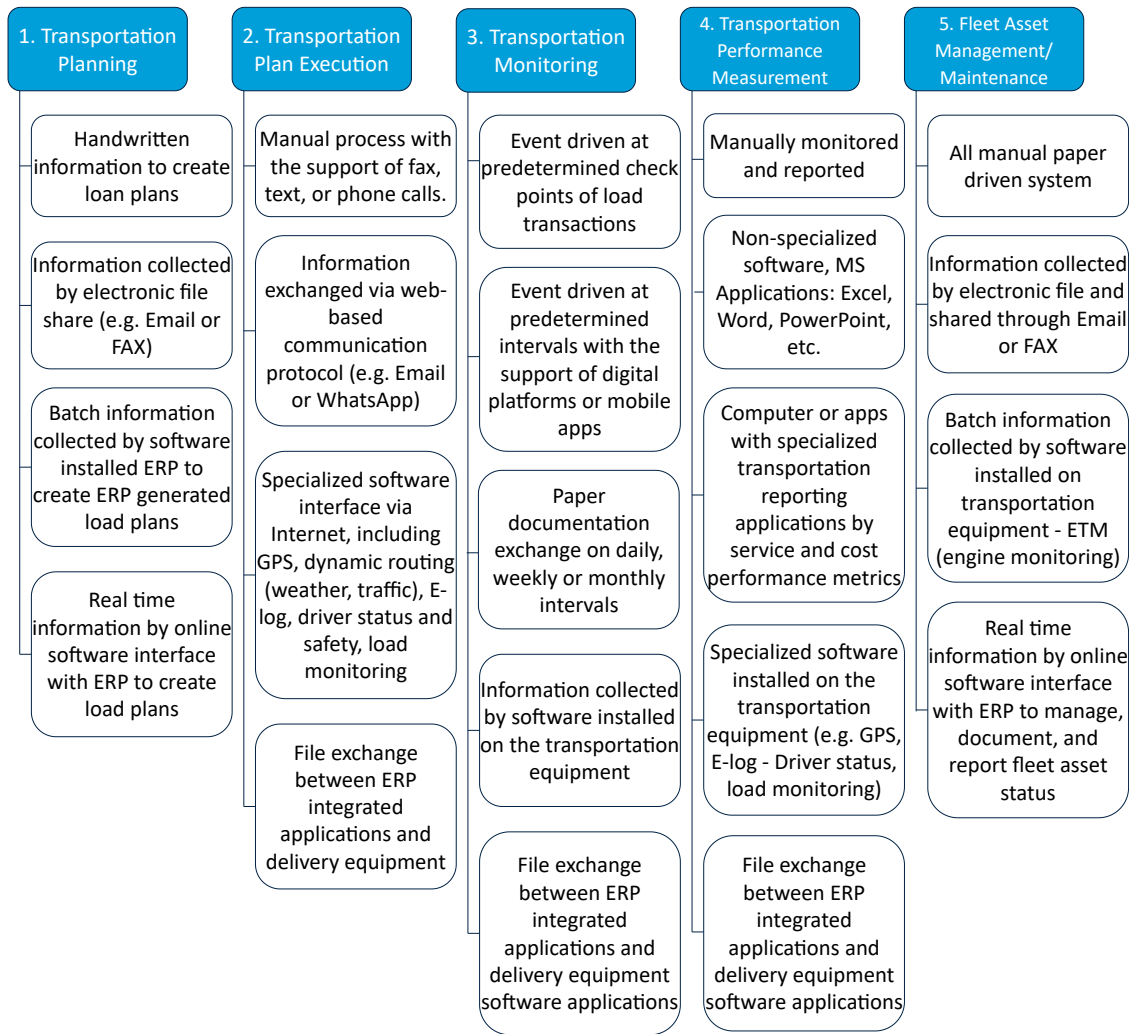 1. Transportation
Planning
Handwritten
information to create
loan plans
Information collected
by electronic file
share (e.g. Email or
FAX)
Batch information
collected by software
installed ERP to
create ERP generated
load plans
Real time
information by online
software interface
with ERP to create
load plans
2. Transportation
Plan Execution
Manual process with
the support of fax,
text, or phone calls.
Information
exchanged via web-
based
communication
protocol (e.g. Email
or WhatsApp)
Specialized software
interface via
Internet, including
GPS, dynamic routing
(weather, traffic), E-
log, driver status and
safety, load
monitoring
File exchange
between ERP
integrated
applications and
delivery equipment
3. Transportation
Monitoring
Event driven at
predetermined check
points of load
transactions
Event driven at
predetermined
intervals with the
support of digital
platforms or mobile
apps
Paper
documentation
exchange on daily,
weekly or monthly
intervals
Information collected
by software installed
on the transportation
equipment
File exchange
between ERP
integrated
applications and
delivery equipment
software applications
4. Transportation
Performance
Measurement
Manually monitored
and reported
Non-specialized
software, MS
Applications: Excel,
Word, PowerPoint,
etc.
Computer or apps
with specialized
transportation
reporting
applications by
service and cost
performance metrics
Specialized software
installed on the
transportation
equipment (e.g. GPS,
E-log - Driver status,
load monitoring)
File exchange
between ERP
integrated
applications and
delivery equipment
software applications
5. Fleet Asset
Management/
Maintenance
All manual paper
driven system
Information collected
by electronic file and
shared through Email
or FAX
Batch information
collected by software
installed on
transportation
equipment - ETM
(engine monitoring)
Real time
information by online
software interface
with ERP to manage,
document, and
report fleet asset
status